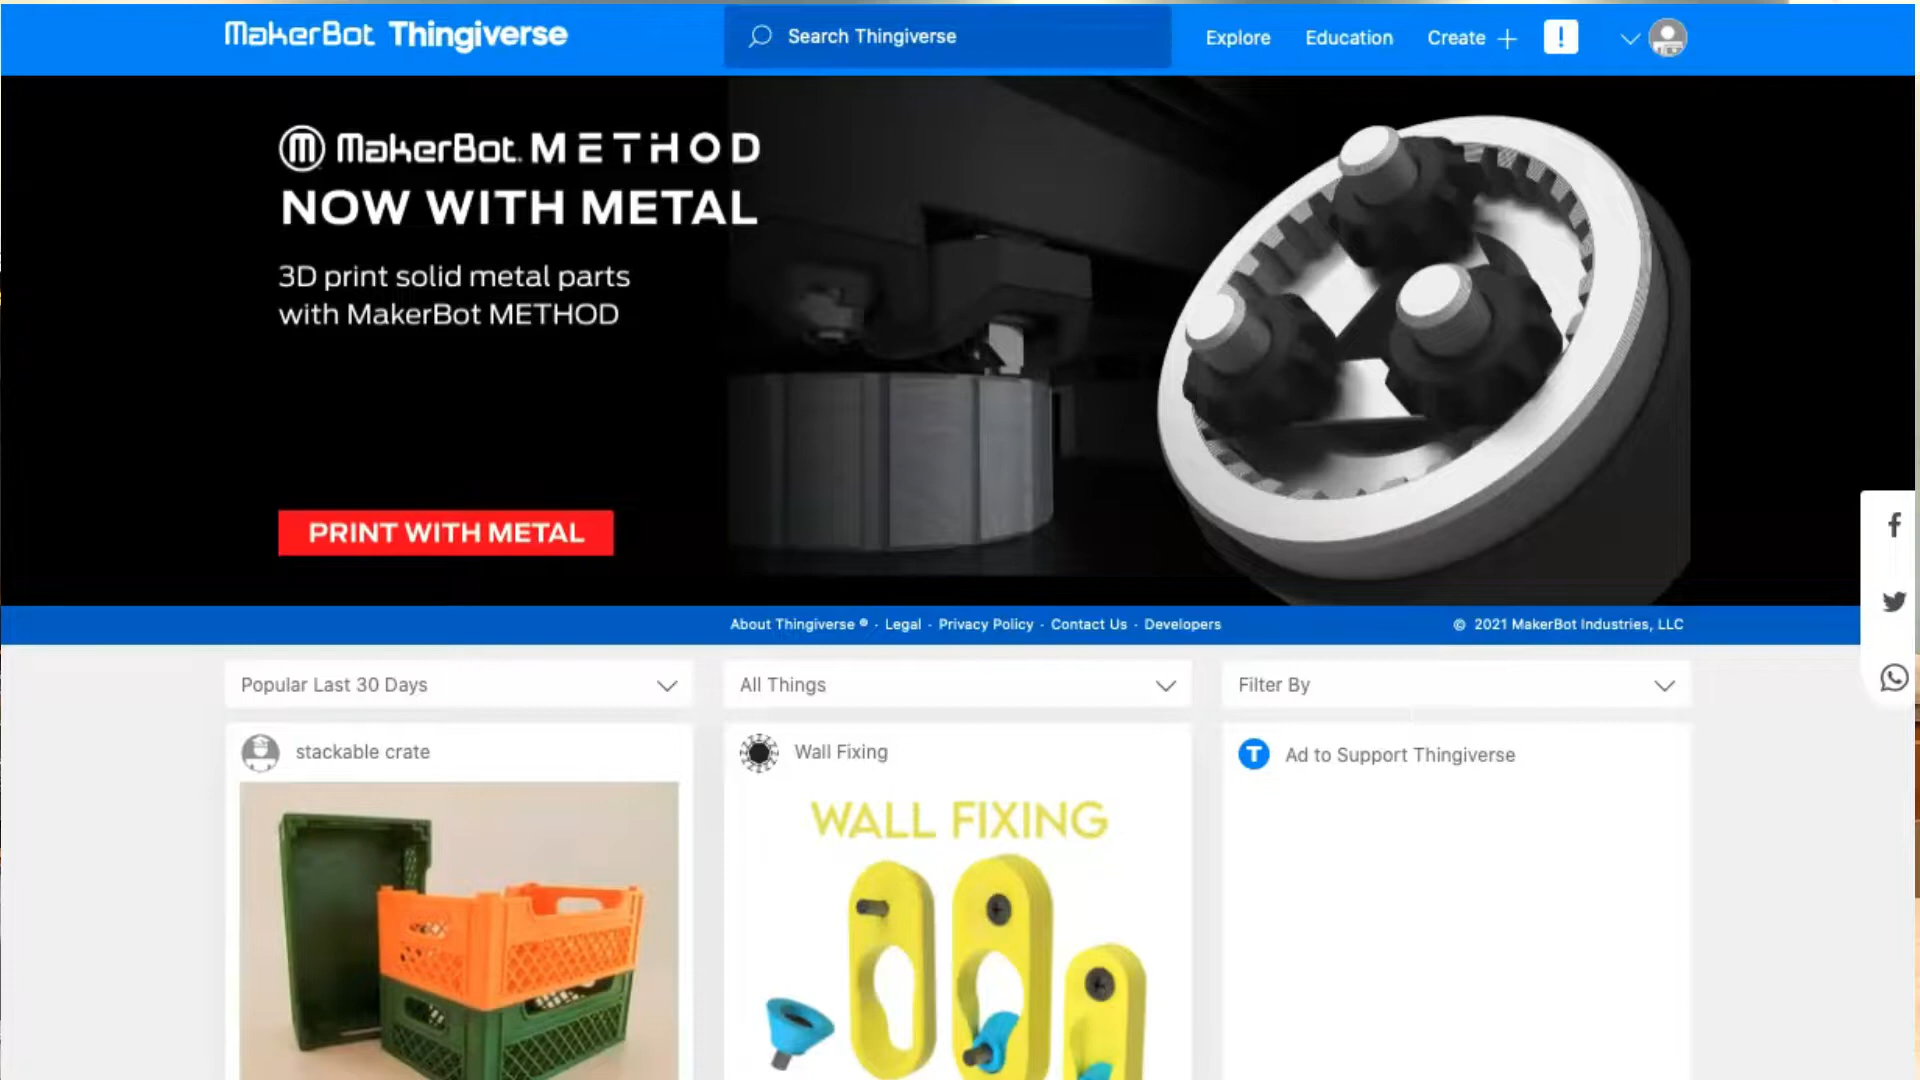 MakerBot Thingiverse
Search Thingiverse
Explore
Education
Create
MakerBot. METHOD
NOW WITH METAL
3D print solid metal parts
with MakerBot METHOD
PRINT WITH METAL
About Thingiverse ® · Legal · Privacy Policy · Contact Us · Developers
© 2021 MakerBot Industries, LLC
Popular Last 30 Days
All Things
Filter By
stackable crate
Wall Fixing
T Ad to Support Thingiverse
WALL FIXING